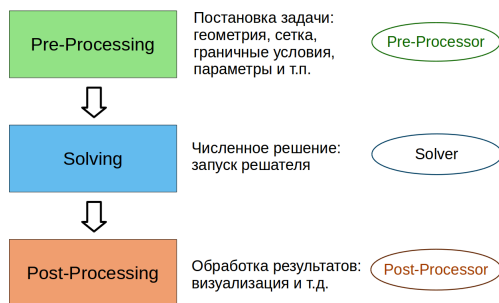 Pre-Processing
Постановка задачи:
геометрия, сетка,
граничные условия,
параметры и т.п.
Pre-Processor
Solving
Численное решение:
запуск решателя
Solver
Post-Processing
Обработка результатов:
визуализация и т.д.
Post-Processor